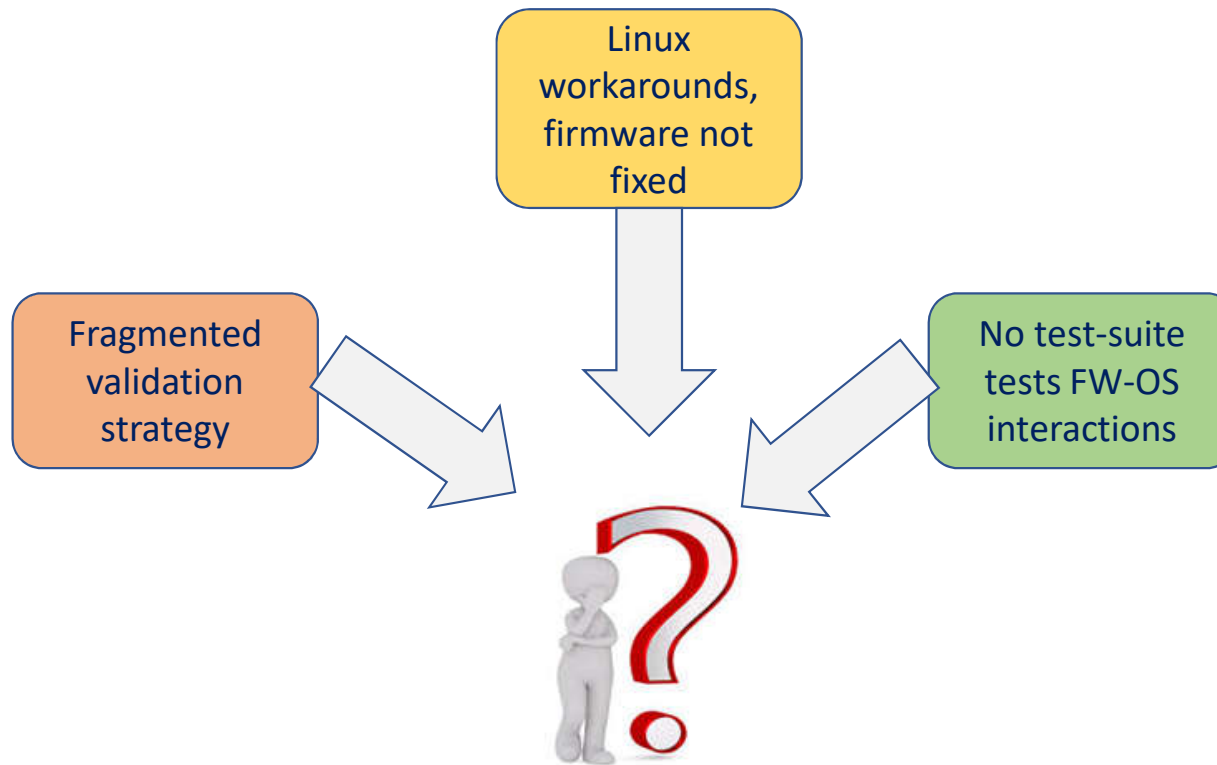 Linux
workarounds,
firmware not
fixed
Fragmented
validation
strategy
No test-suite
tests FW-OS
interactions